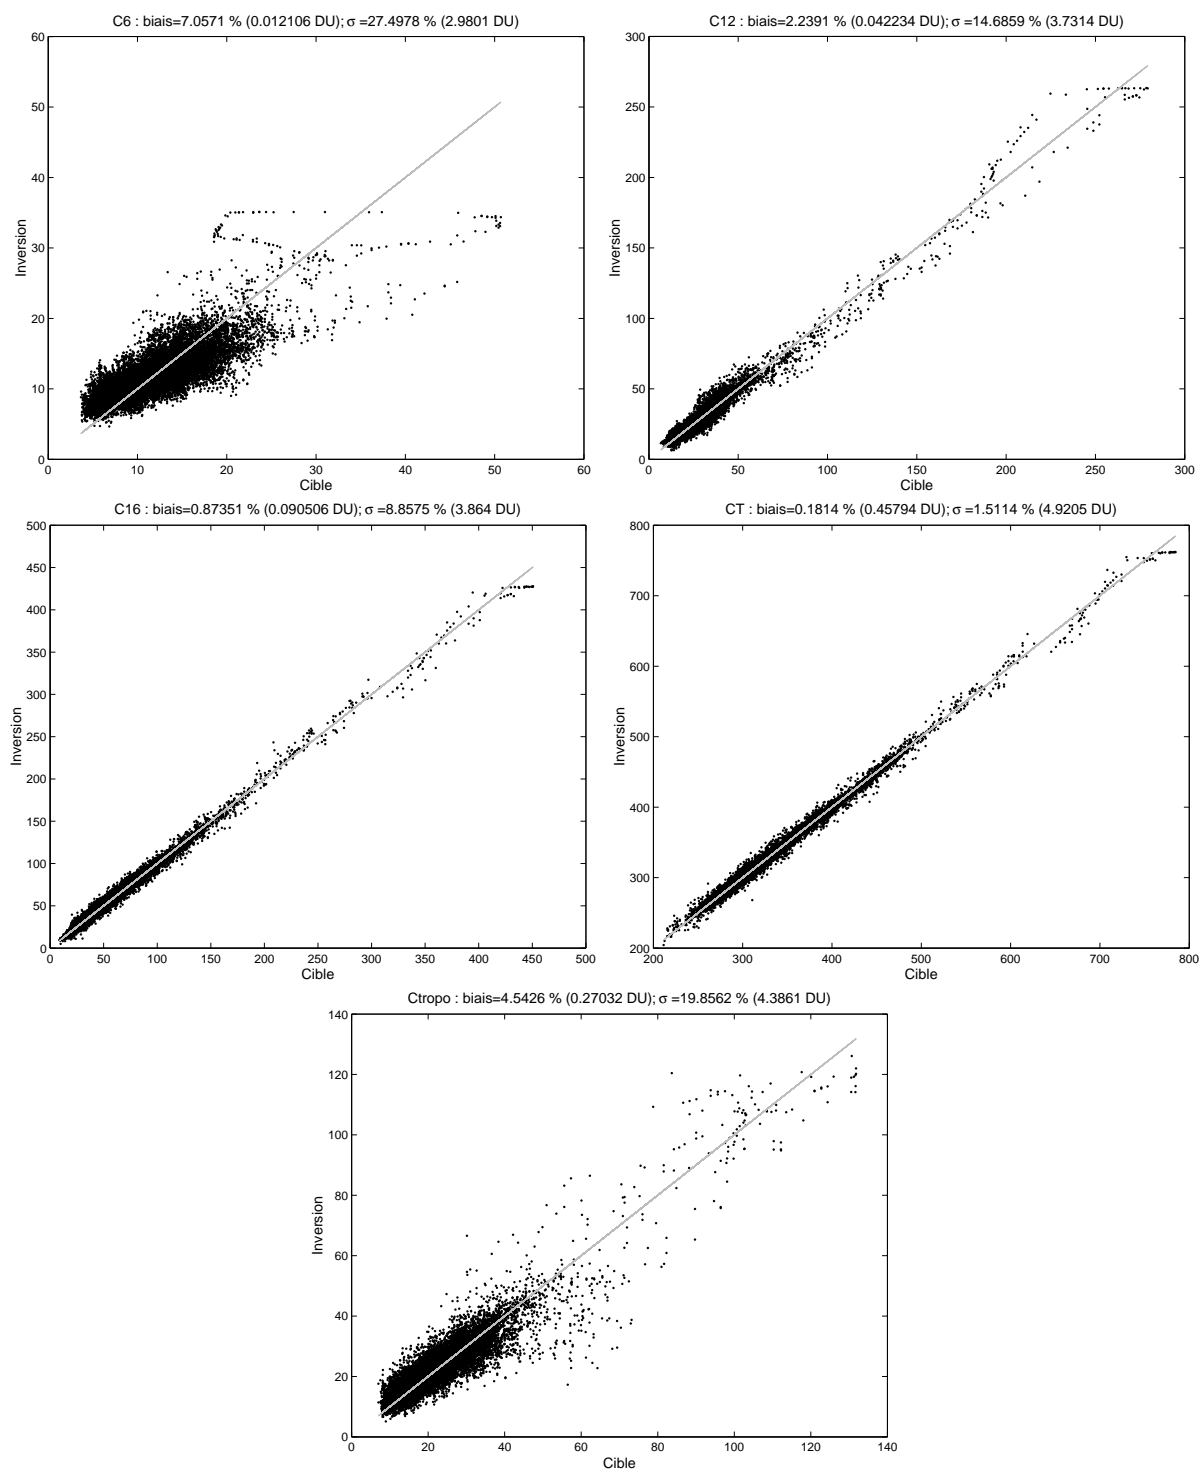 C6 : biais=7.0571 % (0.012106 DU); σ =27.4978 % (2.9801 DU)
60
50
40
30
20
10
0
Inversion
0 10 20 30 40 50 60
Cible
C12 : biais=2.2391 % (0.042234 DU); σ =14.6859 % (3.7314 DU)
300
250
200
150
100
50
0
Inversion
0 50 100 150 200 250 300
Cible
C16 : biais=0.87351 % (0.090506 DU); σ =8.8575 % (3.864 DU)
500
450
400
350
300
250
200
150
100
50
0
Inversion
0 50 100 150 200 250 300 350 400 450 500
Cible
CT : biais=0.1814 % (0.45794 DU); σ =1.5114 % (4.9205 DU)
800
700
600
500
400
300
200
Inversion
200 300 400 500 600 700 800
Cible
Ctropo : biais=4.5426 % (0.27032 DU); σ =19.8562 % (4.3861 DU)
140
120
100
80
60
40
20
0
Inversion
0 20 40 60 80 100 120 140
Cible